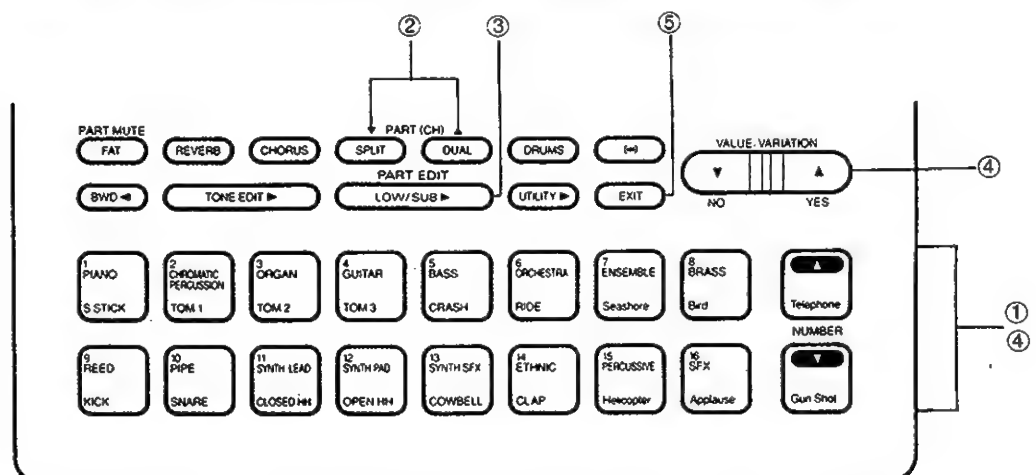 ② ③ ⑤
PART MUTE PART (CH) VALUE·VARIATION
FAT REVERB CHORUS SPLIT DUAL DRUMS
PART EDIT
④
BWD ◀ TONE EDIT ▶ LOW/SUB ▶ UTILITY ▶ EXIT ▼ NO ▲ YES
1 PIANO 2 CHROMATIC PERCUSSION 3 ORGAN 4 GUITAR 5 BASS 6 ORCHESTRA 7 ENSEMBLE 8 BRASS ▲
S STICK TOM 1 TOM 2 TOM 3 CRASH RIDE Seashore Bird Telephone
NUMBER
①
④
9 REED 10 PIPE 11 SYNTH LEAD 12 SYNTH PAD 13 SYNTH SFX 14 ETHNIC 15 PERCUSSIVE 16 SFX ▼
KICK SNARE CLOSED HH OPEN HH COWBELL CLAP Helicopter Applause Gun Shot